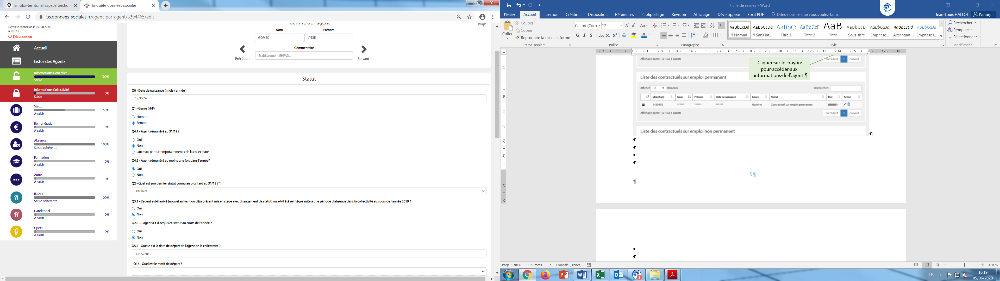 Emploi-territorial Espace Gestion
Enquête données sociales
bs.donnees-sociales.fr/agent_par_agent/3394465/edit
Dernière connexion le 05 Jun 2020
à 10:12:21
Déconnexion
Accueil
Listes des Agents
Informations Générales
100%
Saisie
Informations Collectivité
0%
Saisie
Statut
50%
A saisir
Rémunération
0%
A saisir
Absence
100%
Saisie cohérente
Formation
0%
A saisir
Autre
0%
A saisir
Rassct
100%
Saisie cohérente
Handitorial
0%
A saisir
Gpeec
0%
A saisir
Identité de l'agent
Nom Prénom
GOMES LYDIE
Commentaire
Etablissement EHPAD...
Précédent Suivant
Statut
Q0 - Date de naissance ( mois / année )
12/1974
Q1 - Genre (H/F)
Homme
Femme
Q4.1 - Agent rémunéré au 31/12 ?
Oui
Non
Oui mais parti « temporairement » de la collectivité
Q4.2 - Agent rémunéré au moins une fois dans l'année?
Oui
Non
Q2 - Quel est son dernier statut connu au plus tard au 31/12 ? *
Titulaire
Q5.1 - L'agent est-il arrivé (nouvel arrivant ou déjà présent mis en stage avec changement de statut) ou a-t-il été réintégré suite à une période d'absence dans la collectivité au cours de l'année 2019 ?
Oui
Non
Q2.0 – L'agent a-t-il acquis ce statut au cours de l'année ?
Oui
Non
Q5.2 - Quelle est la date de départ de l'agent de la collectivité ?
30/09/2019
- Q16 - Quel est le motif de départ ?
Fiche de saisie2 - Word
Fichier Accueil Insertion Création Disposition Références Publipostage Révision Affichage Développeur Foxit PDF Dites-nous ce que vous voulez faire. Jean-Louis HALLOT Partager
Coller
Couper
Copier
Reproduire la mise en forme
Presse-papiers
Calibri (Corp 12
G I S abc x₂ x²
Police
Paragraphe
AaBbCcDd AaBbCcDd AaBbCc AaBbCcD AaB AaBbCcD AaBbCcDd AaBbCcDd AaBbCcDd
¶ Normal ¶ Sans int... Titre 1 Titre 2 Titre Sous-titre Emphase... Accentuat... Emphase i...
Style
Rechercher
Remplacer
Sélectionner
Modification
Affichage agent 1 à 1 sur 1 agents
Précédent 1 Suivant
Cliquer·sur·le·crayon·
pour·accéder·aux·
informations·de·l'agent.¶
Liste des contractuels sur emploi permanent
Afficher 10 éléments
Rechercher :
Identifiant Nom Prénom Date de naissance Genre Statut Etat Action
1430492 ****** ****** ****** Homme Contractuel sur emploi permanent
Affichage agent 1 à 1 sur 1 agents
Précédent 1 Suivant
Liste des contractuels sur emploi non permanent
¶
¶
¶
¶
¶
5¶
¶
¶
¶
Page 5 sur 6 1159 mots Français (France) 120 %
FR
10:19
05/06/2020